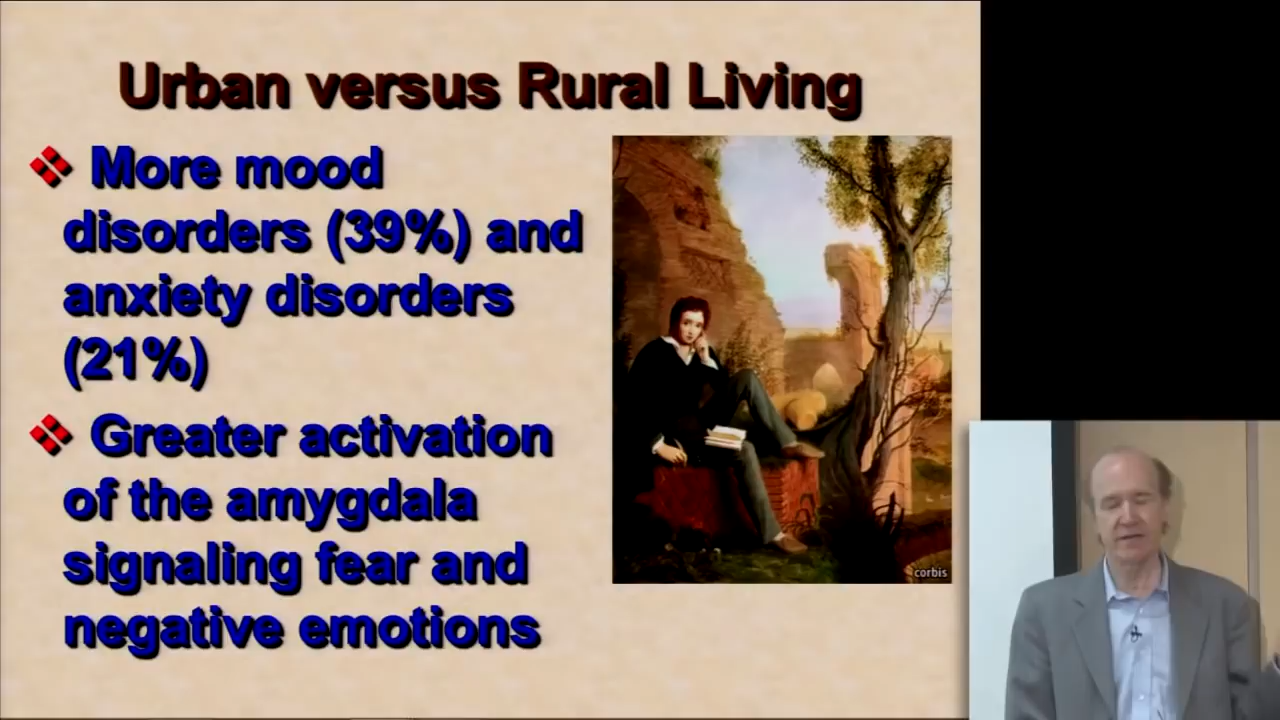 Urban versus Rural Living
More mood
disorders (39%) and
anxiety disorders
(21%)
Greater activation
of the amygdala
signaling fear and
negative emotions
corbis